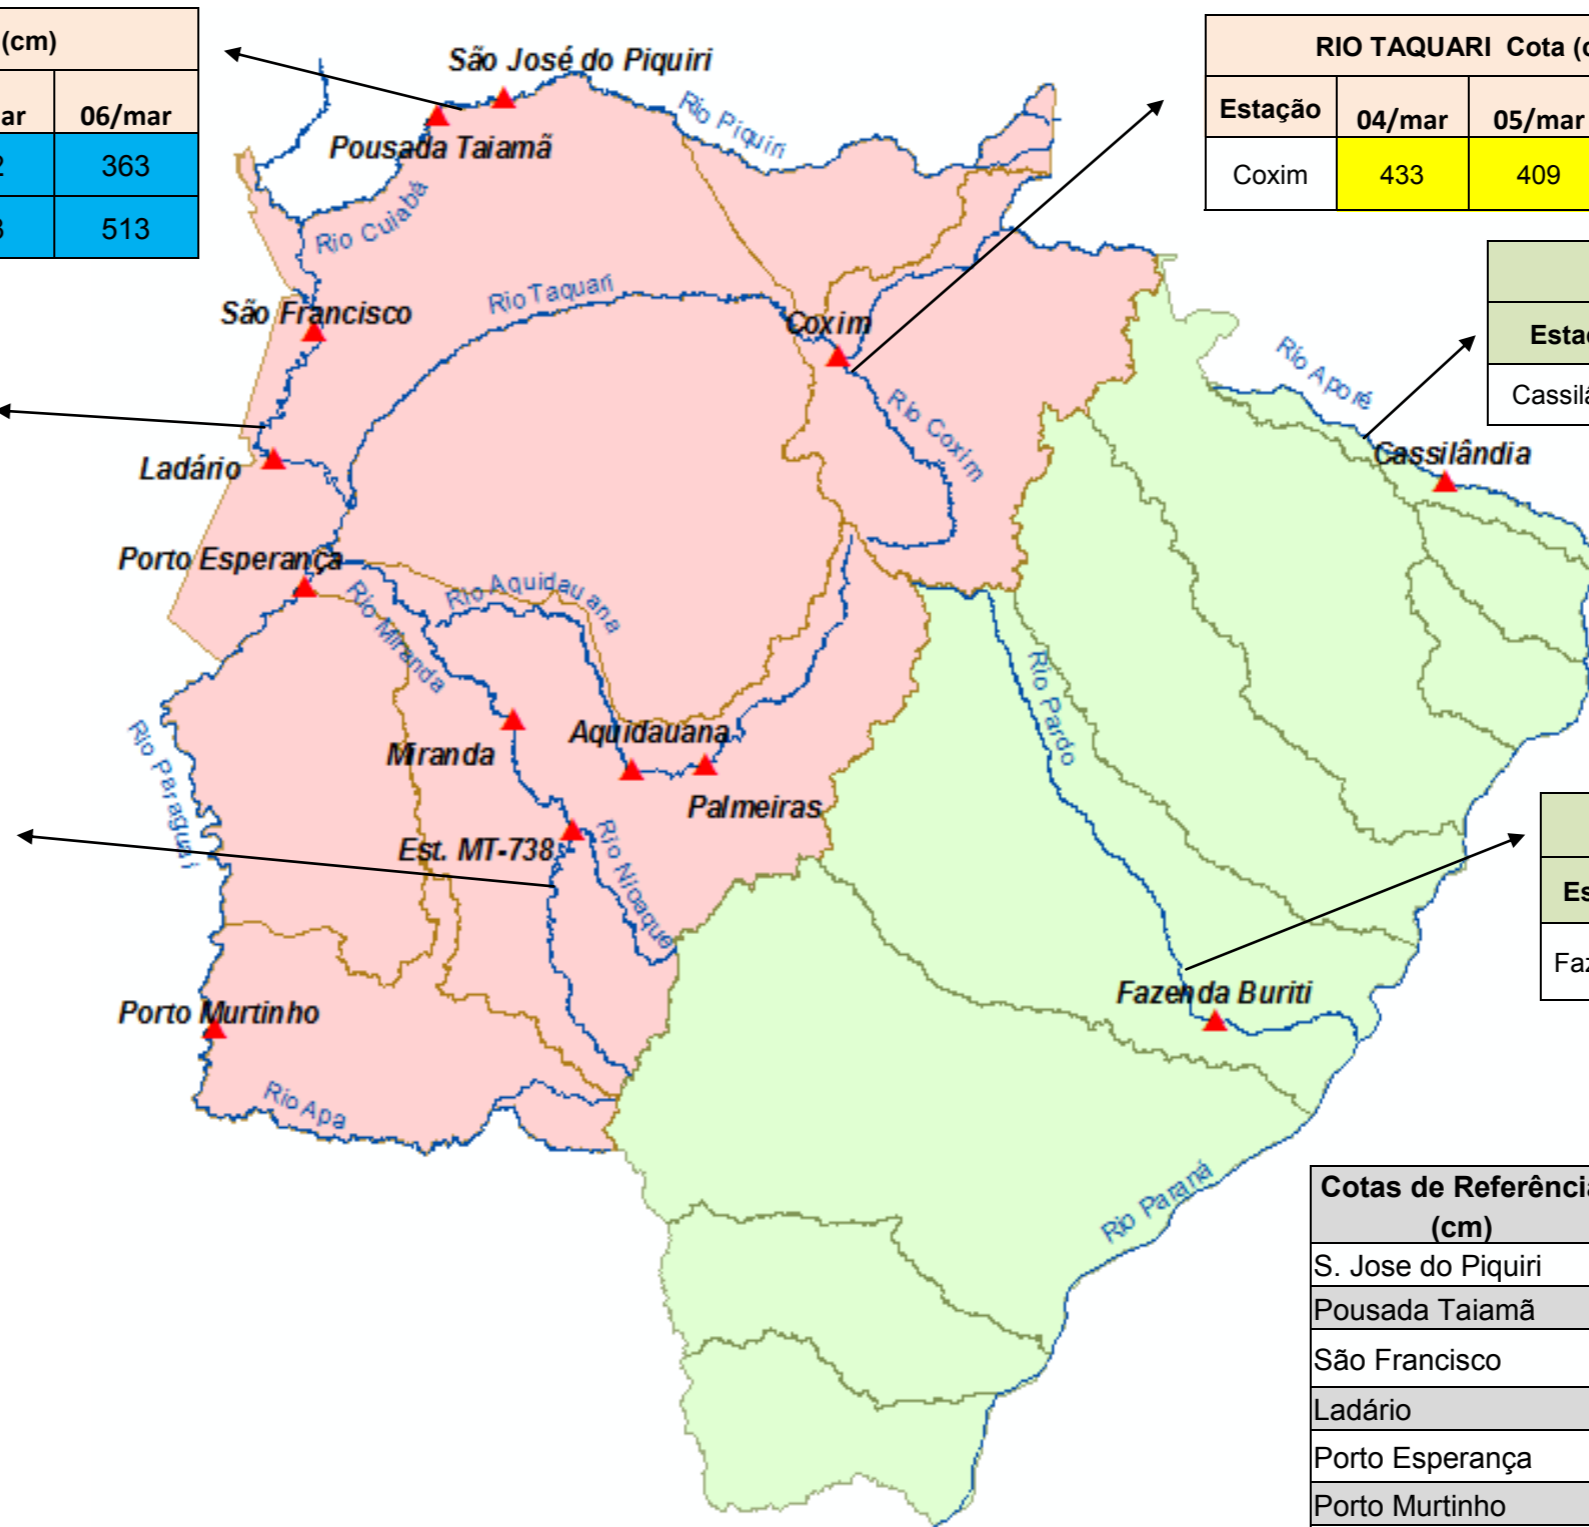 (cm)
ar 06/mar
2 363
3 513
RIO TAQUARI Cota (c
Estação 04/mar 05/mar
Coxim 433 409
São José do Piquiri
Pousada Taiamã
Rio Piquiri
Rio Cuiabá
São Francisco
Rio Taquari
Coxim
Rio Coxim
Esta
Cassilâ
Rio Aporé
Cassilândia
Ladário
Porto Esperança
Rio Miranda
Rio Aquidauana
Rio Pardo
Rio Paraguai
Miranda
Aquidauana
Palmeiras
Est. MT-738
Rio Nioaque
Es
Faz
Fazenda Buriti
Porto Murtinho
Rio Apa
Rio Paraná
Cotas de Referência
(cm)
S. Jose do Piquiri
Pousada Taiamã
São Francisco
Ladário
Porto Esperança
Porto Murtinho